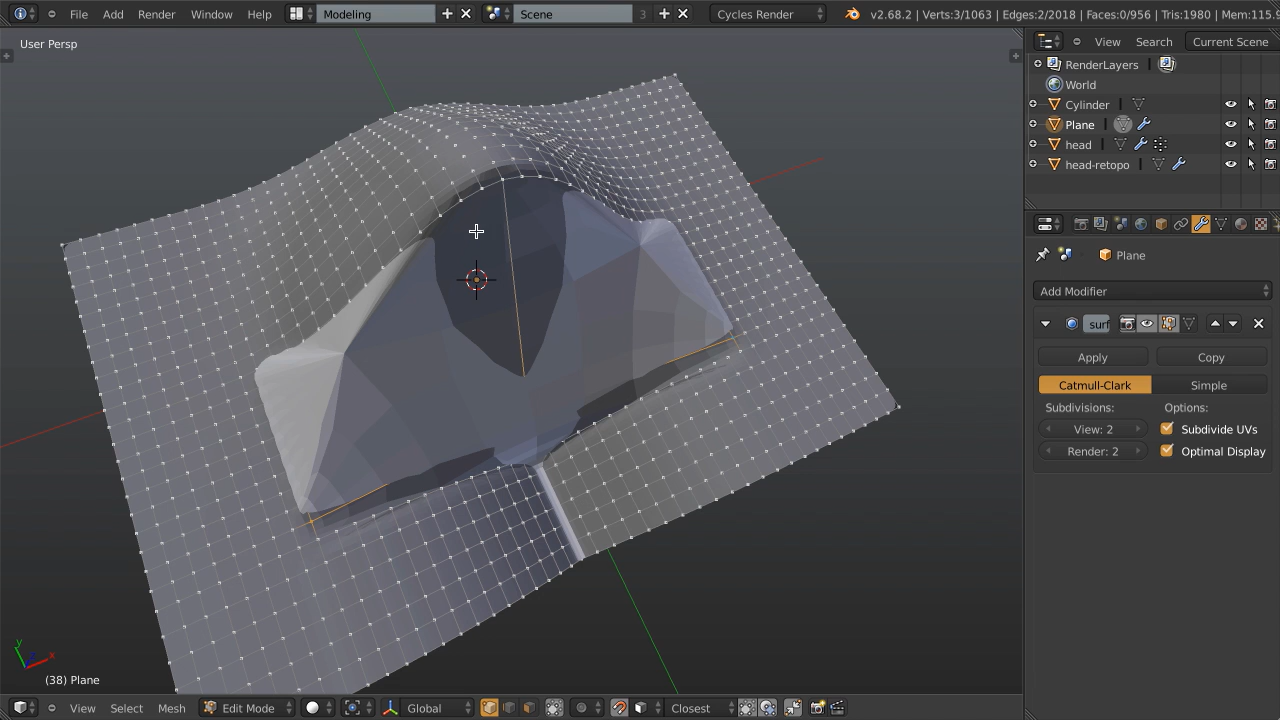 File Add Render Window Help Modeling Scene 3 Cycles Render v2.68.2 | Verts:3/1063 | Edges:2/2018 | Faces:0/956 | Tris:1980 | Mem:115.
User Persp
View Search Current Scene
RenderLayers
World
Cylinder
Plane
head
head-retopo
Plane
Add Modifier
surf
Apply Copy
Catmull-Clark Simple
Subdivisions: Options:
View: 2 Subdivide UVs
Render: 2 Optimal Display
y
x
(38) Plane
View Select Mesh Edit Mode Global Closest